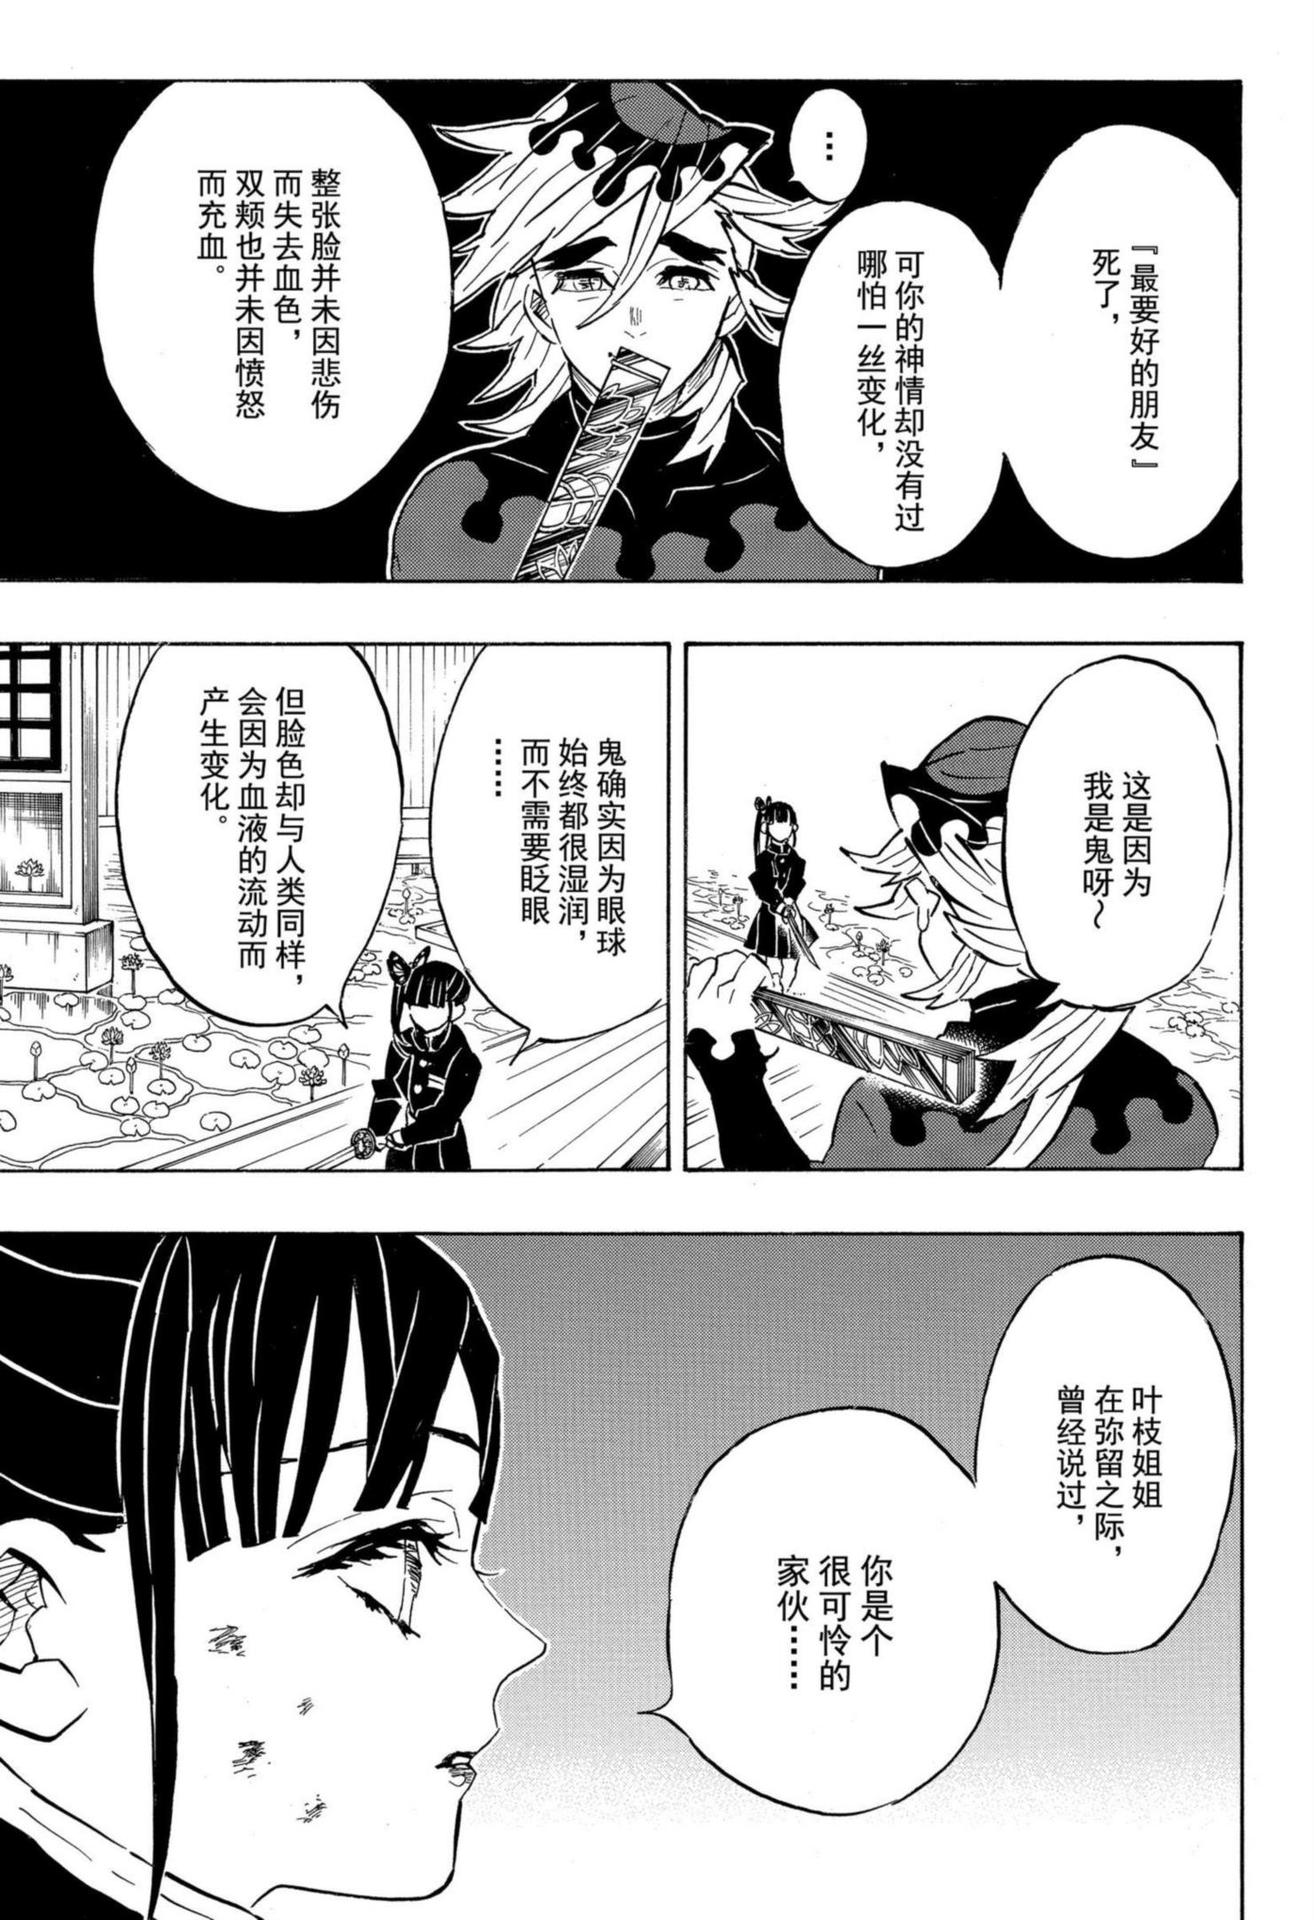 『最要好的朋友』
死了，
可你的神情却没有过
哪怕一丝变化，
…
整张脸并未因悲伤
而失去血色，
双颊也并未因愤怒
而充血。
这是因为
我是鬼呀～
鬼确实因为眼球
始终都很湿润，
而不需要眨眼
……
但脸色却与人类同样，
会因为血液的流动而
产生变化。
叶枝姐姐
在弥留之际，
曾经说过，
你是个
很可怜的
家伙……